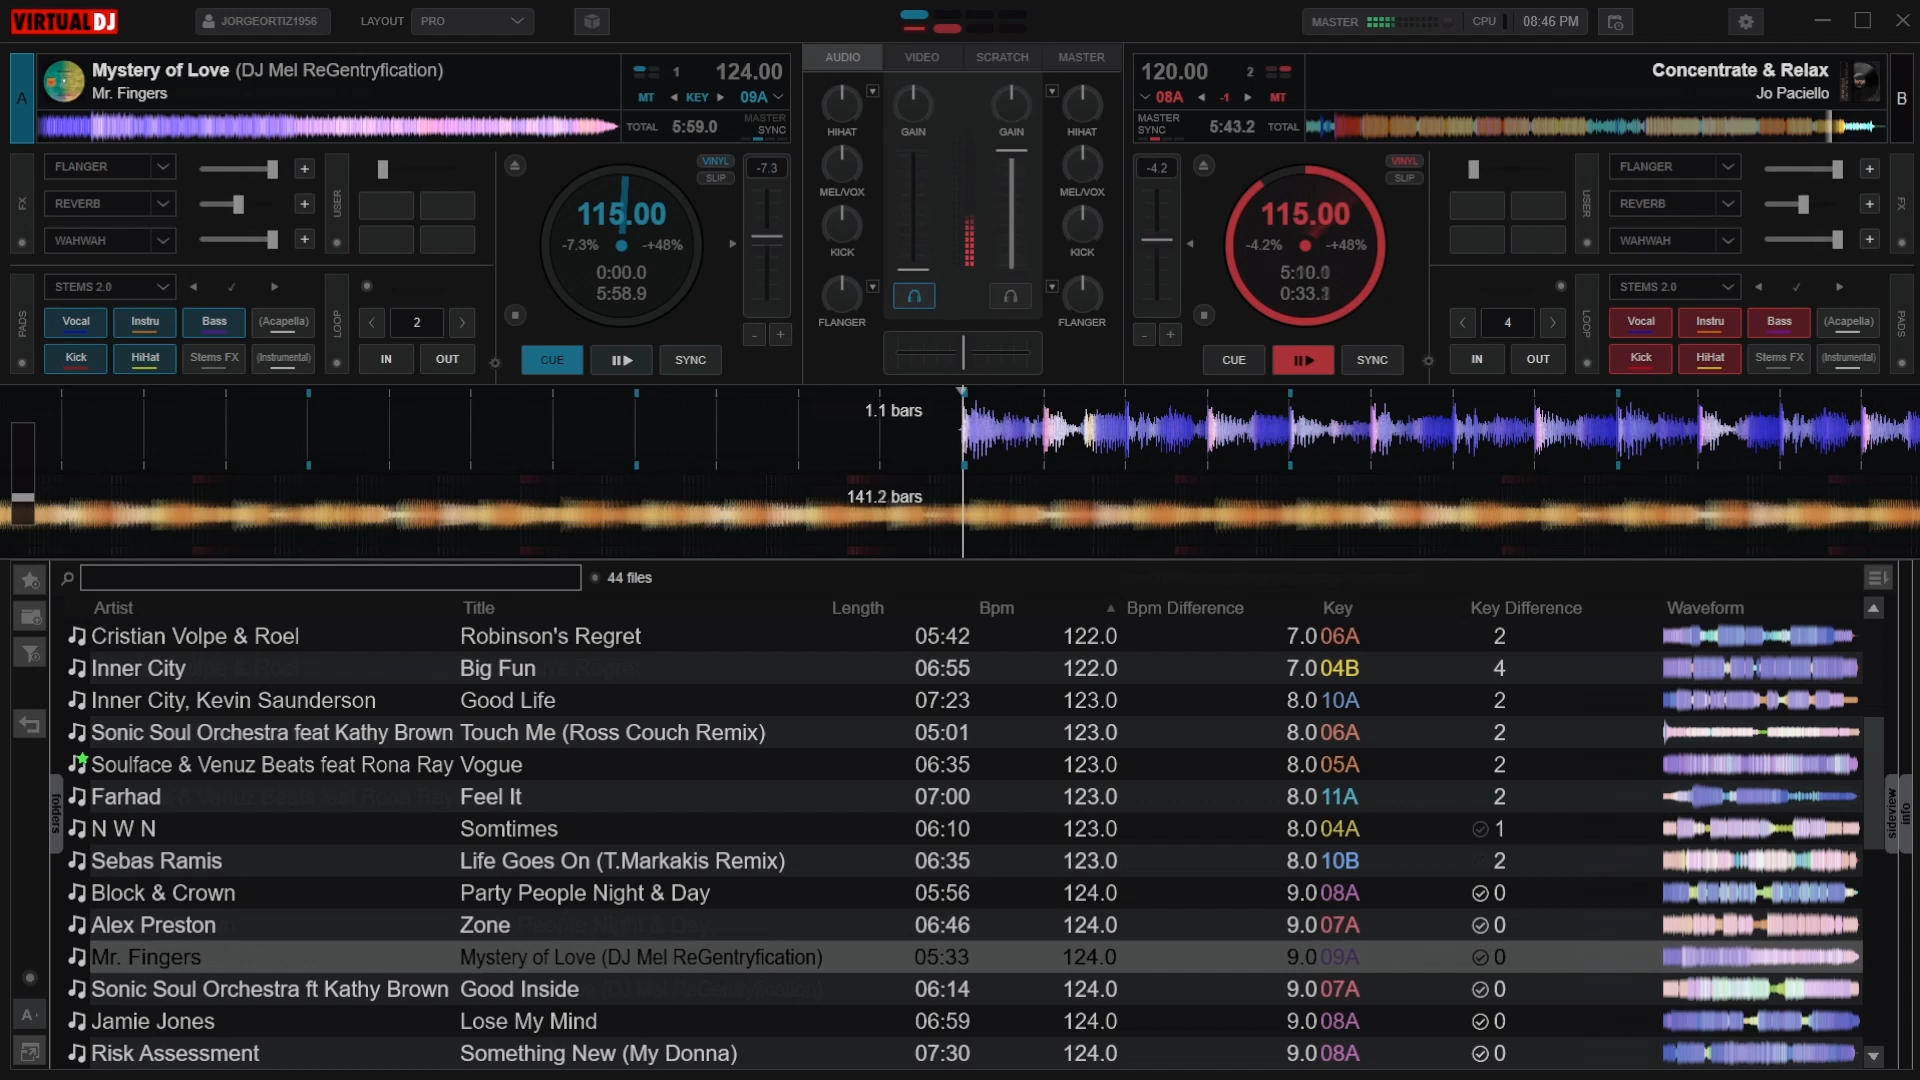 VIRTUALDJ
JORGEORTIZ1956
LAYOUT PRO
MASTER CPU 08:46 PM
A Mystery of Love (DJ Mel ReGentryfication)
Mr. Fingers
1 124.00
MT KEY 09A
TOTAL 5:59.0 MASTER SYNC
AUDIO VIDEO SCRATCH MASTER
120.00 2
08A -1 MT
MASTER SYNC 5:43.2 TOTAL
Concentrate & Relax
Jo Paciello
B
FX
FLANGER
REVERB
WAHWAH
USER
VINYL
SLIP
-7.3
115.00
-7.3% -+48%
0:00.0
5:58.9
HIHAT GAIN GAIN HIHAT
MEL/VOX MEL/VOX
KICK KICK
FLANGER FLANGER
-4.2
VINYL
SLIP
115.00
-4.2% -+48%
5:10.0
USER
FLANGER
REVERB
WAHWAH
FX
PADS
STEMS 2.0
Vocal Instru Bass (Acapella)
Kick HiHat Stems FX (Instrumental)
LOOP
2
IN OUT
CUE SYNC
- +
- +
CUE SYNC
4
IN OUT
LOOP
STEMS 2.0
Vocal Instru Bass (Acapella)
Kick HiHat Stems FX (Instrumental)
PADS
1.1 bars
141.2 bars
44 files
Artist Title Length Bpm Bpm Difference Key Key Difference Waveform
Cristian Volpe & Roel Robinson's Regret 05:42 122.0 7.0 06A 2
Inner City Big Fun 06:55 122.0 7.0 04B 4
Inner City, Kevin Saunderson Good Life 07:23 123.0 8.0 10A 2
Sonic Soul Orchestra feat Kathy Brown Touch Me (Ross Couch Remix) 05:01 123.0 8.0 06A 2
Soulface & Venuz Beats feat Rona Ray Vogue 06:35 123.0 8.0 05A 2
Farhad Feel It 07:00 123.0 8.0 11A 2
N W N Somtimes 06:10 123.0 8.0 04A 1
Sebas Ramis Life Goes On (T.Markakis Remix) 06:35 123.0 8.0 10B 2
Block & Crown Party People Night & Day 05:56 124.0 9.0 08A 0
Alex Preston Zone 06:46 124.0 9.0 07A 0
Mr. Fingers Mystery of Love (DJ Mel ReGentryfication) 05:33 124.0 9.0 09A 0
Sonic Soul Orchestra ft Kathy Brown Good Inside 06:14 124.0 9.0 07A 0
Jamie Jones Lose My Mind 06:59 124.0 9.0 08A 0
Risk Assessment Something New (My Donna) 07:30 124.0 9.0 08A 0
folders
sideview
info
A